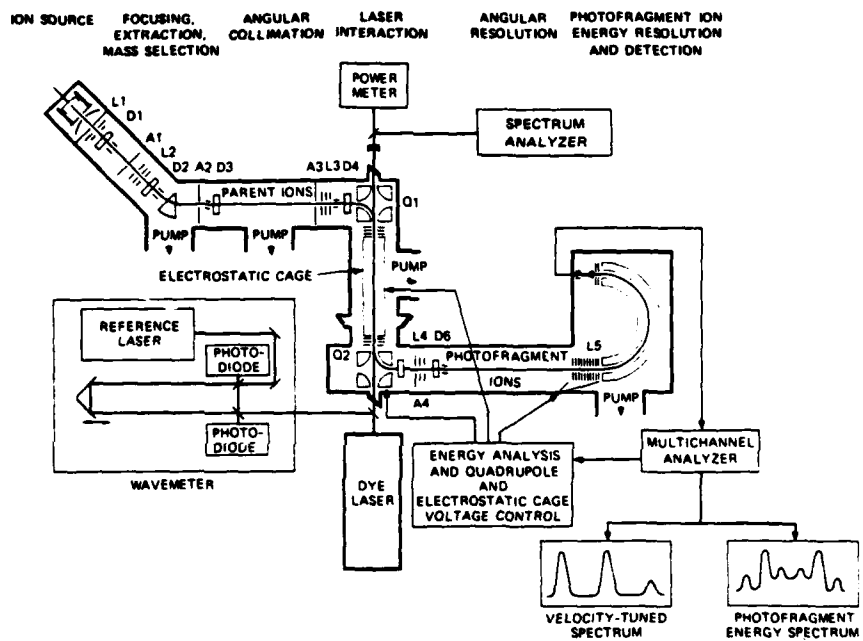 ION SOURCE
FOCUSING,
EXTRACTION,
MASS SELECTION
ANGULAR
COLLIMATION
LASER
INTERACTION
ANGULAR
RESOLUTION
PHOTOFRAGMENT ION
ENERGY RESOLUTION
AND DETECTION
POWER
METER
SPECTRUM
ANALYZER
L1
D1
A1
L2
D2 A2 D3
A3 L3 D4
PARENT IONS
Q1
PUMP
PUMP
ELECTROSTATIC CAGE
PUMP
REFERENCE
LASER
PHOTO-
DIODE
PHOTO-
DIODE
WAVEMETER
Q2
L4 D6
PHOTOFRAGMENT
IONS
L5
A4
PUMP
DYE
LASER
ENERGY ANALYSIS
AND QUADRUPOLE
AND
ELECTROSTATIC CAGE
VOLTAGE CONTROL
MULTICHANNEL
ANALYZER
VELOCITY-TUNED
SPECTRUM
PHOTOFRAGMENT
ENERGY SPECTRUM